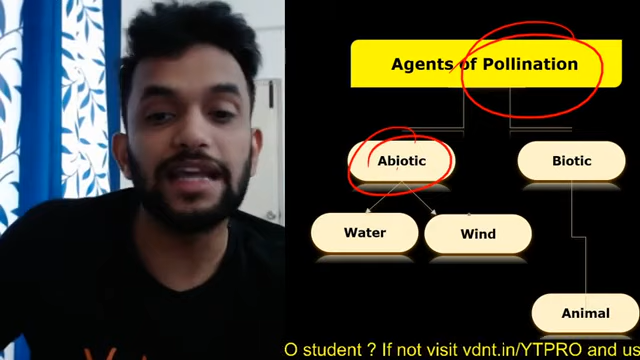 Agents of Pollination
Abiotic
Biotic
Water
Wind
Animal
O student ? If not visit vdnt.in/YTPRO and us